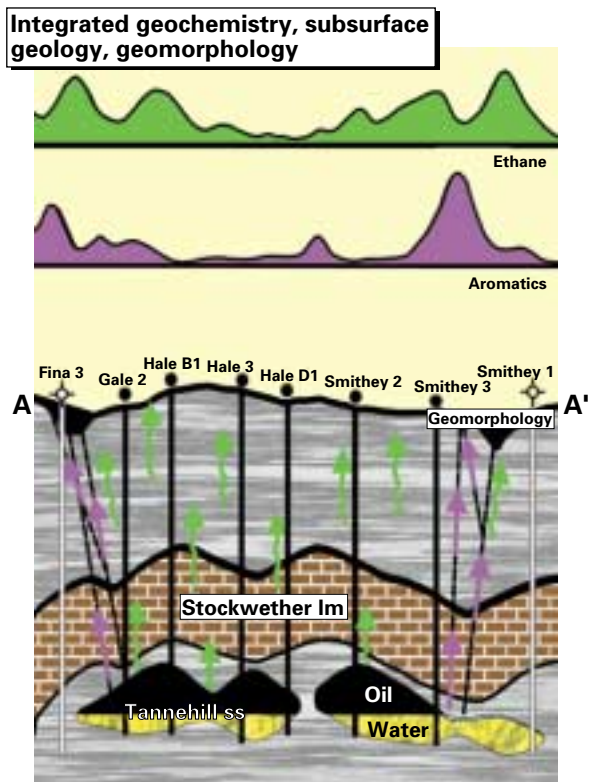 Integrated geochemistry, subsurface
geology, geomorphology
Ethane
Aromatics
Fina 3
Gale 2
Hale B1
Hale 3
Hale D1
Smithey 2
Smithey 3
Smithey 1
A
A'
Geomorphology
Stockwether lm
Oil
Tannehill ss
Water